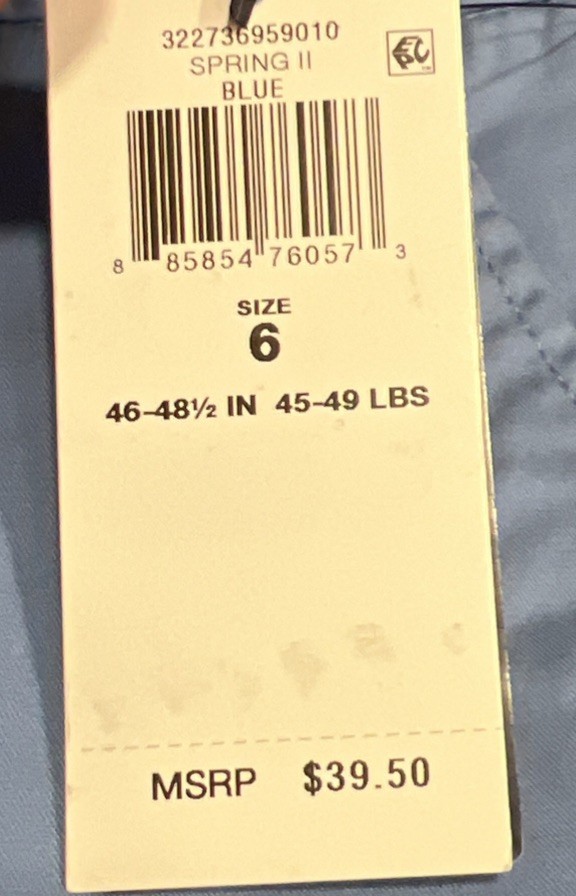 322736959010
SPRING II
BLUE
8 85854 76057 3
SIZE
6
46-48½ IN 45-49 LBS
MSRP $39.50